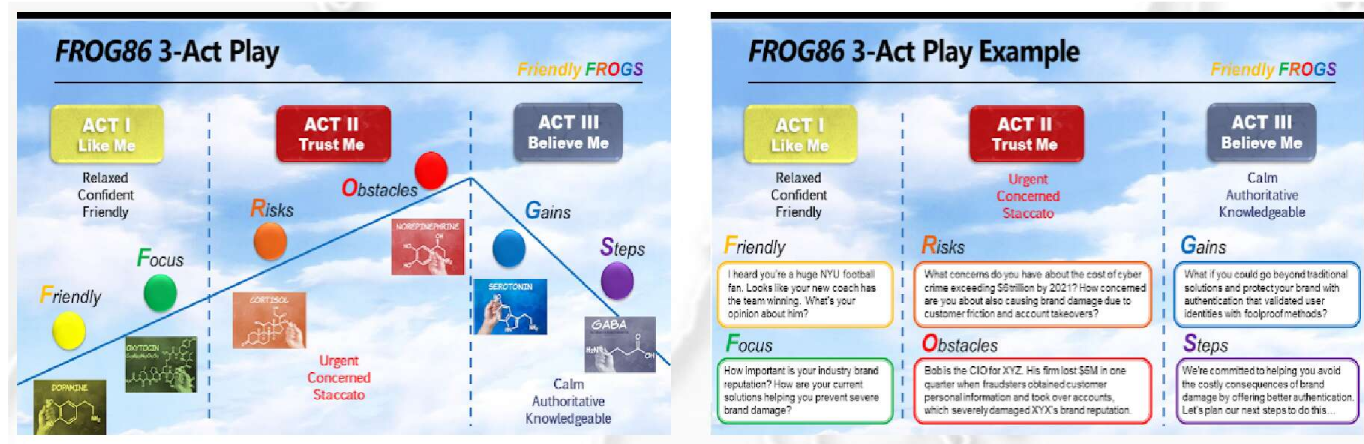 FROG86 3-Act Play
Friendly FROGS
ACT I
Like Me
Relaxed
Confident
Friendly
ACT II
Trust Me
ACT III
Believe Me
Obstacles
Risks
Gains
NOREPINEPHRINE
Steps
Focus
SEROTONIN
Friendly
CORTISOL
GABA
OXYTOCIN
DOPAMINE
Urgent
Concerned
Staccato
Calm
Authoritative
Knowledgeable
FROG86 3-Act Play Example
Friendly FROGS
ACT I
Like Me
Relaxed
Confident
Friendly
ACT II
Trust Me
Urgent
Concerned
Staccato
ACT III
Believe Me
Calm
Authoritative
Knowledgeable
Friendly
I heard you're a huge NYU football
fan. Looks like your new coach has
the team winning. What's your
opinion about him?
Risks
What concerns do you have about the cost of cyber
crime exceeding $6trillion by 2021? How concerned
are you about also causing brand damage due to
customer friction and account takeovers?
Gains
What if you could go beyond traditional
solutions and protectyour brand with
authentication that validated user
identities with foolproof methods?
Focus
How important is your industry brand
reputation? How are your current
solutions helping you prevent severe
brand damage?
Obstacles
Bob is the CIO for XYZ. His firm lost $5M in one
quarter when fraudsters obtained customer
personal information and took over accounts,
which severely damaged XYX's brand reputation.
Steps
We're committed to helping you avoid
the costly consequences of brand
damage by offering better authentication.
Let's plan our next steps to do this...